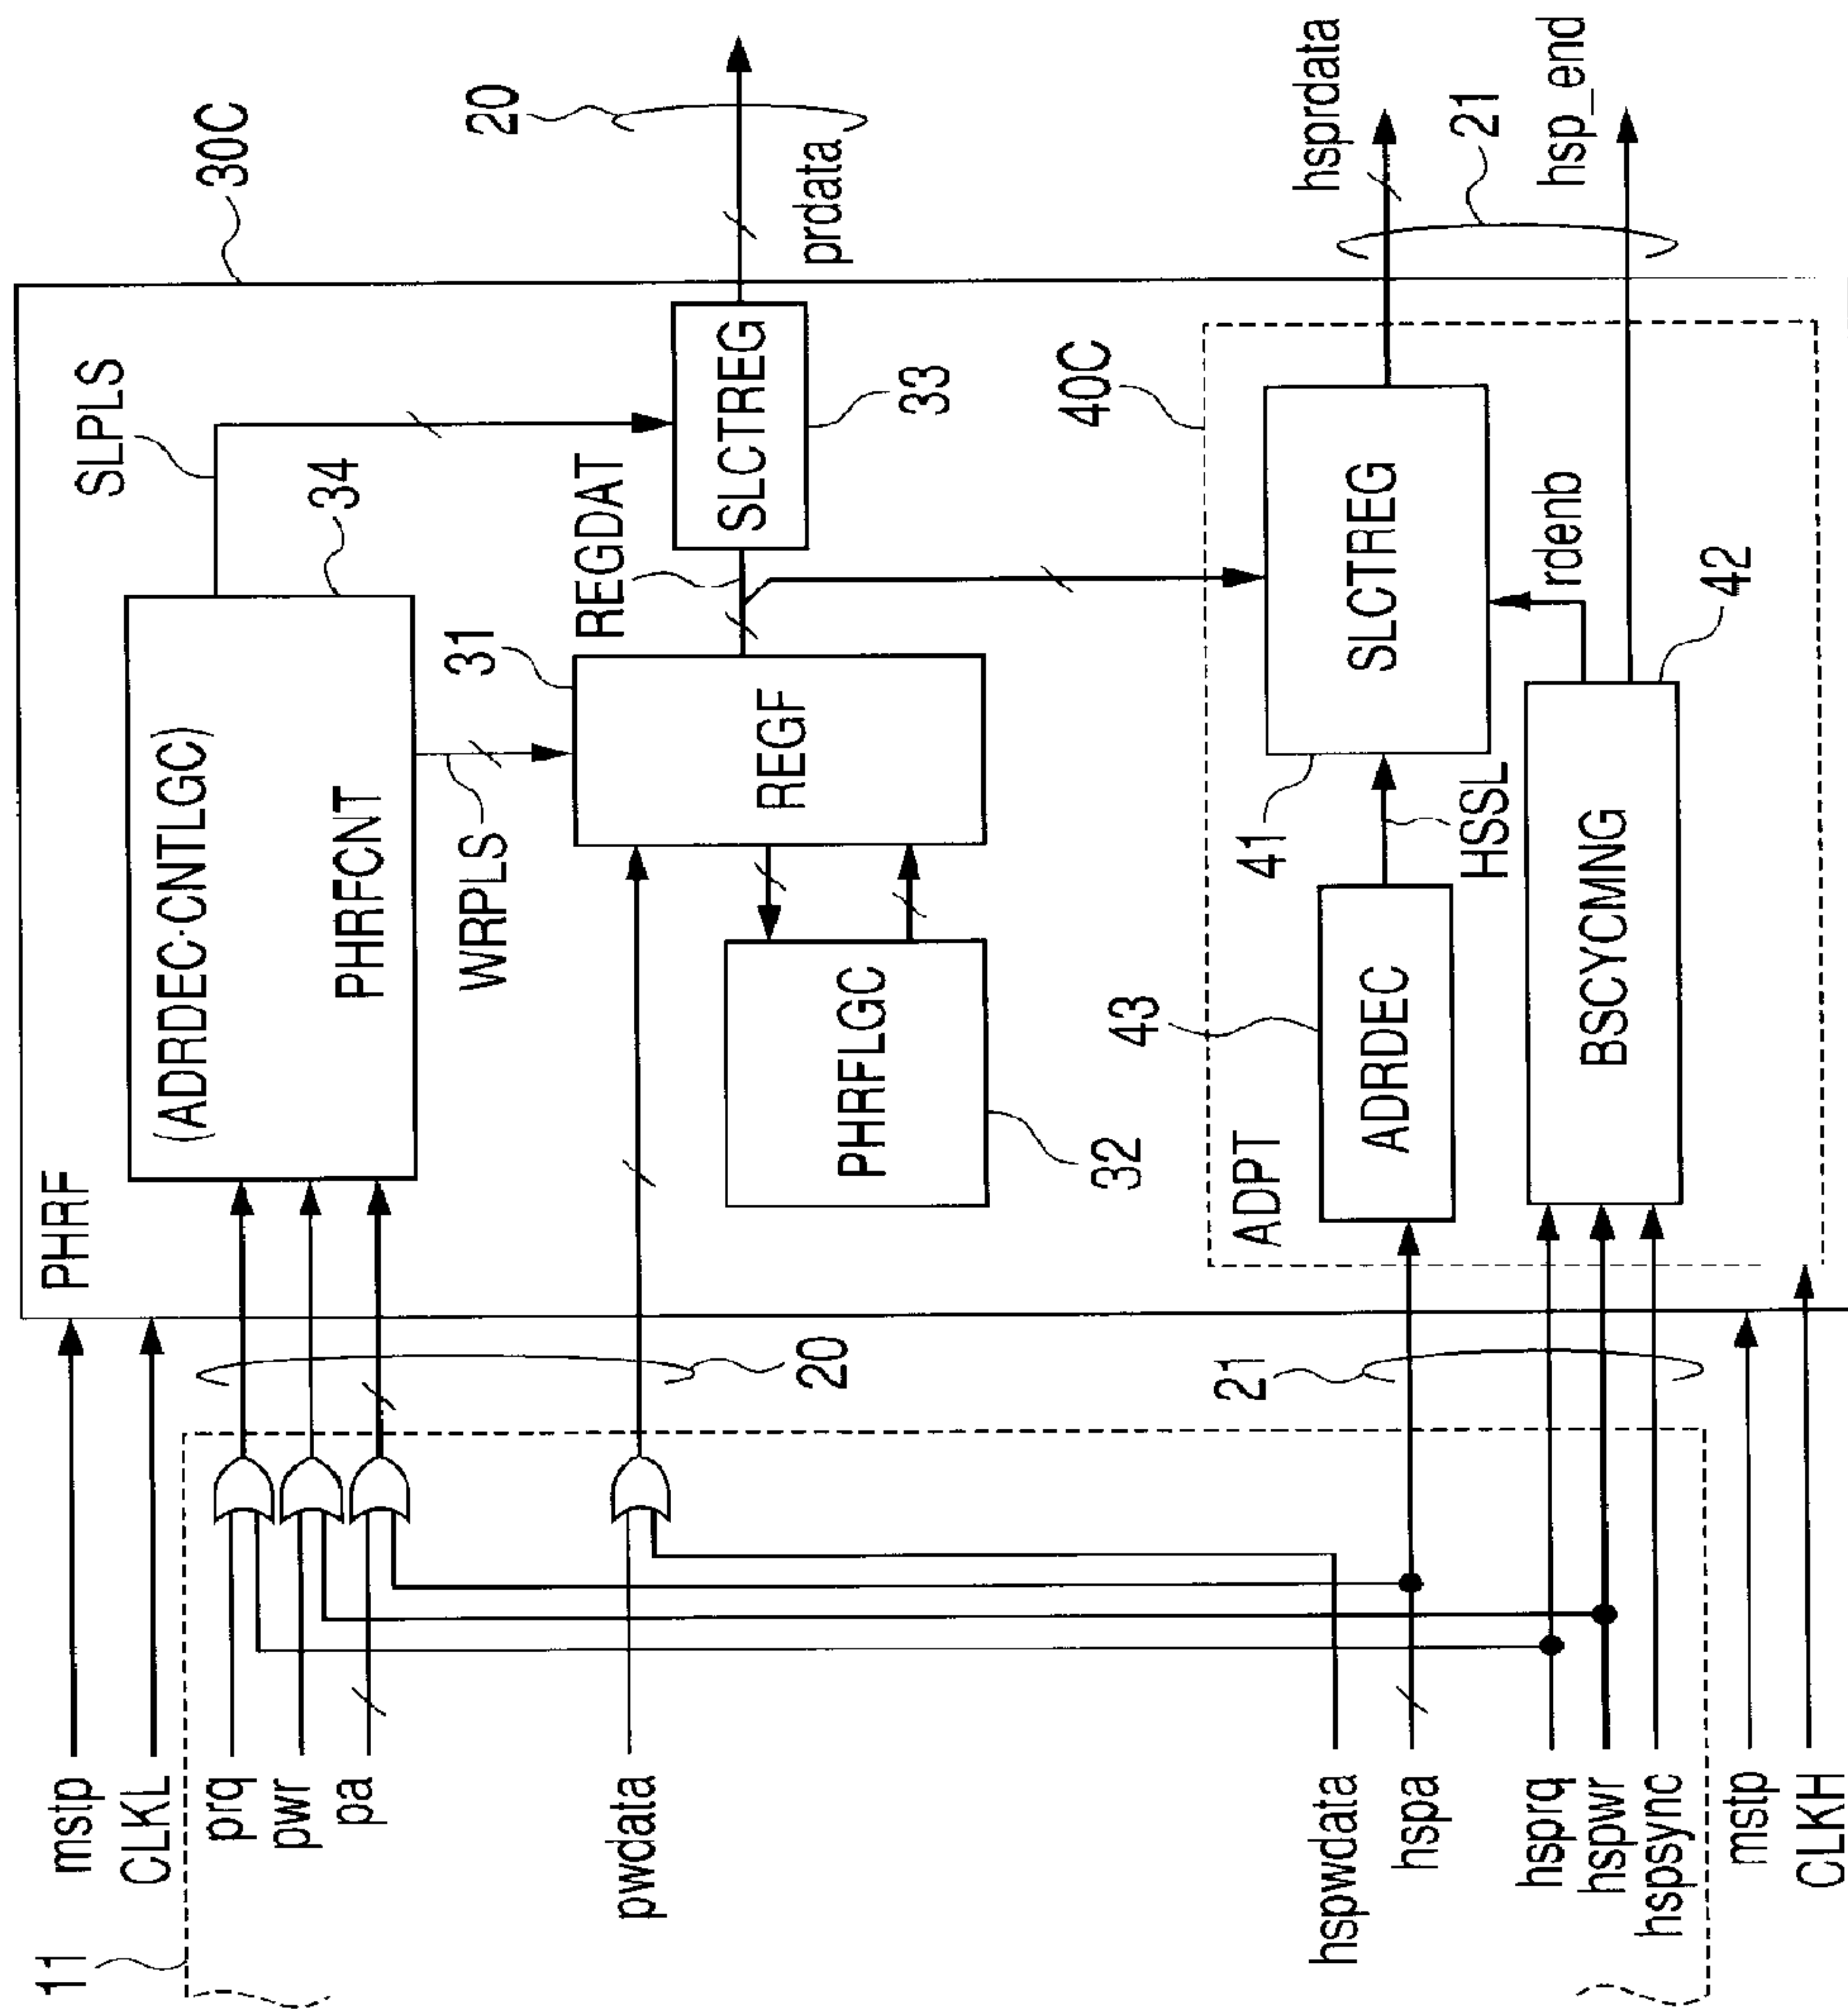 11
mstp
CLKL
prq
pwr
pa
pwdata
hspwdata
hspa
hsprq
hspwr
hspsync
mstp
CLKH
20
21
PHRF
30C
(ADRDEC·CNTLGC)
PHRFCNT
34
SLPLS
WRPLS
31
REGF
PHRFLGC
32
REGDAT
SLCTREG
33
20
prdata
ADPT
40C
43
ADRDEC
HSSL
41
SLCTREG
rdenb
BSCYCMNG
42
hsprdata
21
hsp_end